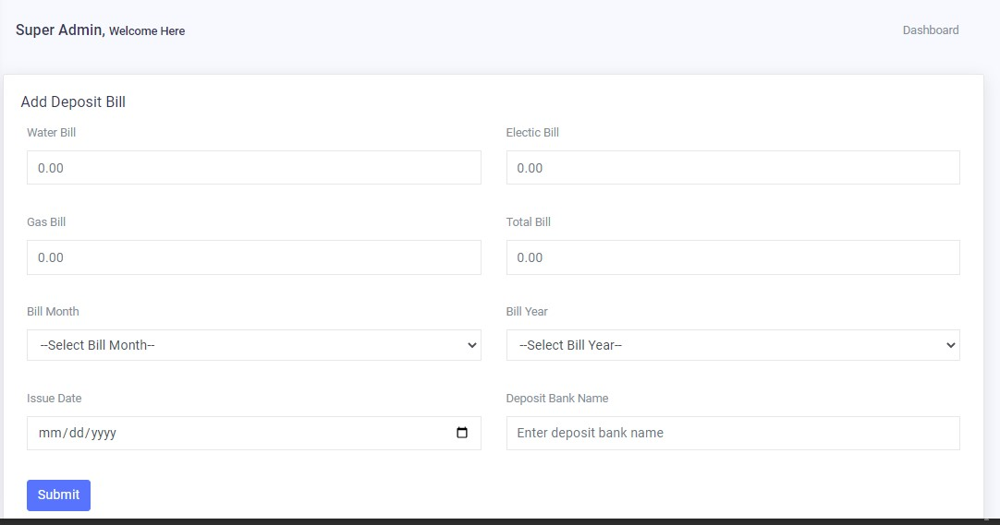 Super Admin, Welcome Here
Dashboard
Add Deposit Bill
Water Bill
Electic Bill
0.00
0.00
Gas Bill
Total Bill
0.00
0.00
Bill Month
Bill Year
--Select Bill Month--
--Select Bill Year--
Issue Date
Deposit Bank Name
mm/dd/yyyy
Enter deposit bank name
Submit